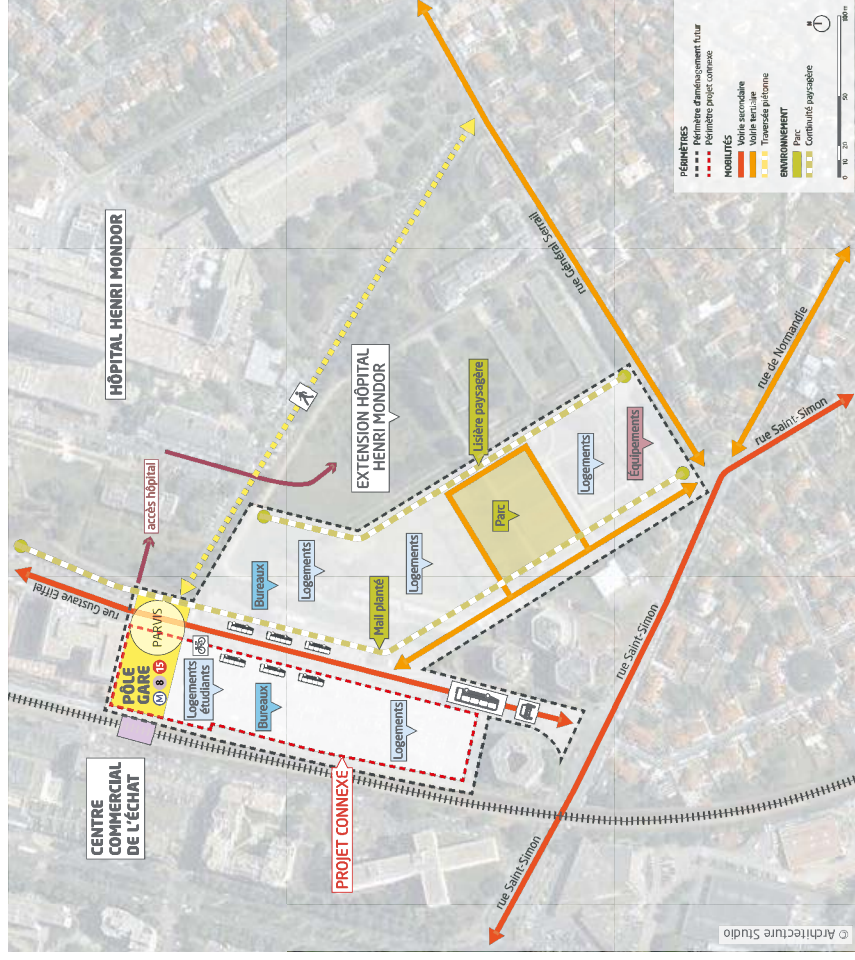 HÔPITAL HENRI MONDOR
accès hôpital
EXTENSION HÔPITAL
HENRI MONDOR
rue Gustave Eiffel
PARVIS
PÔLE
GARE
M 8 15
CENTRE
COMMERCIAL
DE L'ÉCHAT
Logements
étudiants
Bureaux
Logements
PROJET CONNEXE
Bureaux
Logements
Logements
Mail planté
Lisière paysagère
Parc
Logements
Équipements
rue Général Serrail
rue de Normandie
rue Saint-Simon
rue Saint-Simon
rue Saint-Simon
PÉRIMÈTRES
Périmètre d'aménagement futur
Périmètre projet connexe
MOBILITÉS
Voirie secondaire
Voirie tertiaire
Traversée piétonne
ENVIRONNEMENT
Parc
Continuité paysagère
N
0 10 20 50 100 m
© Architecture Studio